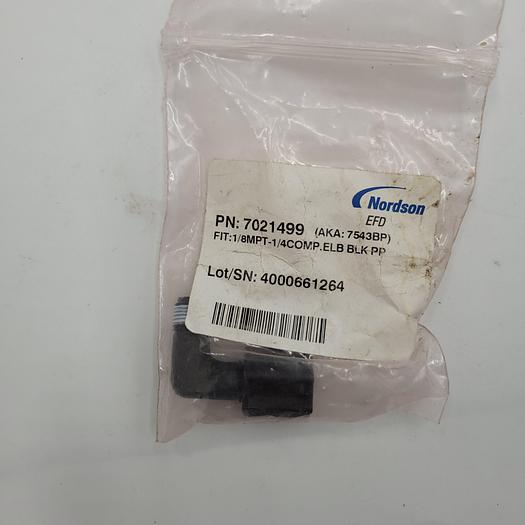 Nordson
EFD
PN: 7021499 (AKA: 7543BP)
FIT:1/8MPT-1/4COMP.ELB BLK PP
Lot/SN: 4000661264